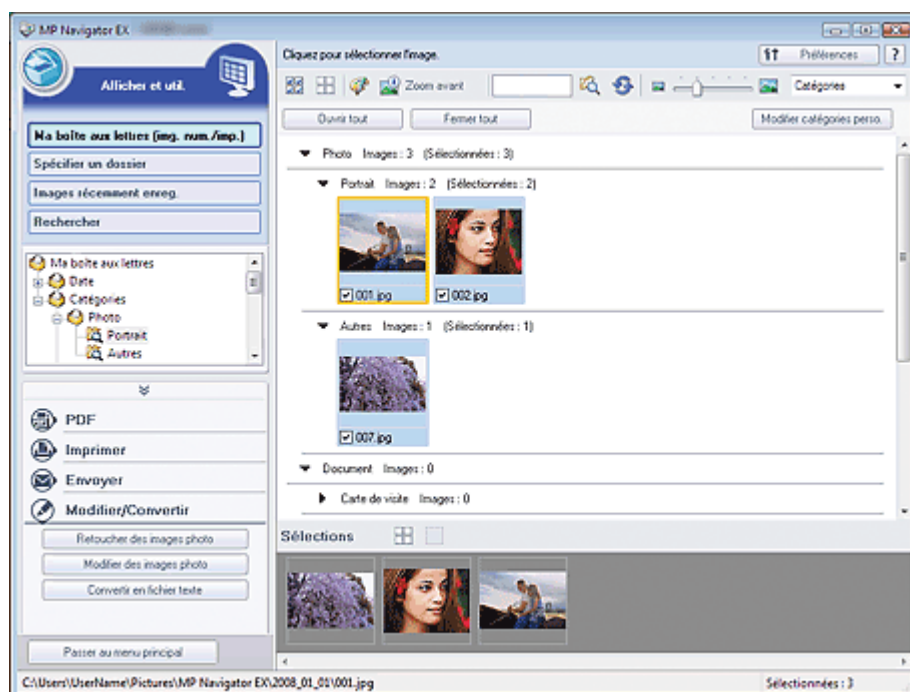 MP Navigator EX
Cliquez pour sélectionner l'image.
Préférences
?
Afficher et util.
Zoom avant
Catégories
Ouvrir tout
Fermer tout
Modifier catégories perso.
Ma boîte aux lettres (img. num./imp.)
Spécifier un dossier
Images récemment enreg.
Rechercher
Ma boîte aux lettres
Date
Catégories
Photo
Portrait
Autres
PDF
Imprimer
Envoyer
Modifier/Convertir
Retoucher des images photo
Modifier des images photo
Convertir en fichier texte
Passer au menu principal
Photo Images : 3 (Sélectionnées : 3)
Portrait Images : 2 (Sélectionnées : 2)
001.jpg
002.jpg
Autres Images : 1 (Sélectionnées : 1)
007.jpg
Document Images : 0
Carte de visite Images : 0
Sélections
C:\Users\UserName\Pictures\MP Navigator EX\2008_01_01\001.jpg
Sélectionnées : 3